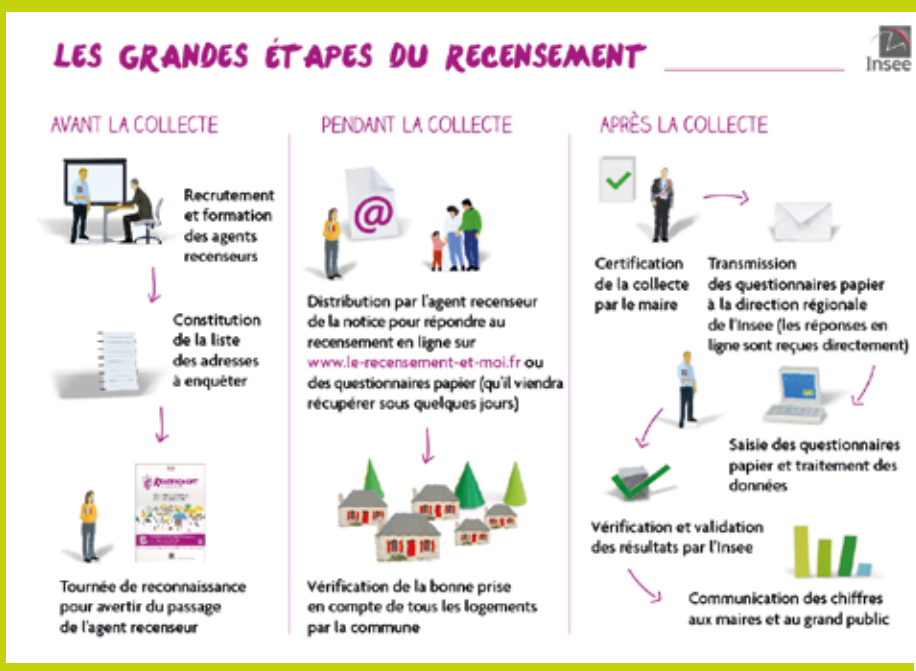 LES GRANDES ÉTAPES DU RECENSEMENT
Insee
AVANT LA COLLECTE
Recrutement
et formation
des agents
recenseurs
Constitution
de la liste
des adresses
à enquêter
Tournée de reconnaissance
pour avertir du passage
de l'agent recenseur
PENDANT LA COLLECTE
@
Distribution par l'agent recenseur
de la notice pour répondre au
recensement en ligne sur
www.le-recensement-et-moi.fr ou
des questionnaires papier (qu'il viendra
récupérer sous quelques jours)
Vérification de la bonne prise
en compte de tous les logements
par la commune
APRÈS LA COLLECTE
Certification
de la collecte
par le maire
Transmission
des questionnaires papier
à la direction régionale
de l'Insee (les réponses en
ligne sont reçues directement)
Saisie des questionnaires
papier et traitement des
données
Vérification et validation
des résultats par l'Insee
Communication des chiffres
aux maires et au grand public